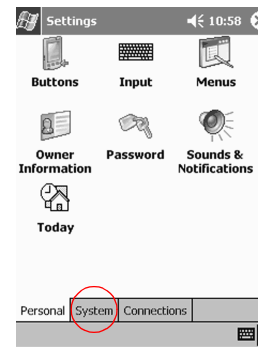 Settings 10:58
Buttons Input Menus
Owner Information Password Sounds & Notifications
Today
Personal System Connections